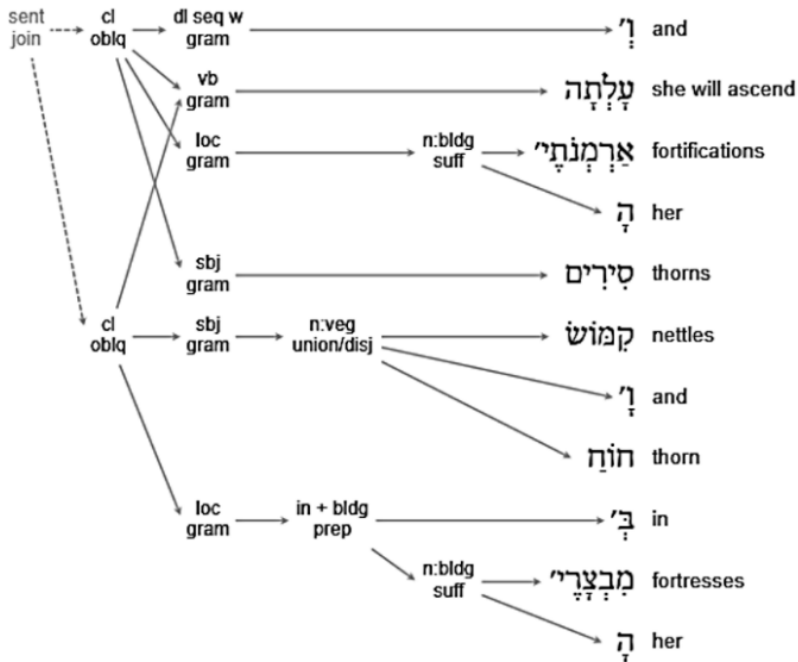 sent
join
cl
oblq
dl seq w
gram
וְ׳ and
vb
gram
עָלְתָה she will ascend
loc
gram
n:bldg
suff
אַרְמְנֹתֶי׳ fortifications
הָ her
sbj
gram
סִירִים thorns
cl
oblq
sbj
gram
n:veg
union/disj
קִמּוֹשׂ nettles
וָ׳ and
חוֹחַ thorn
loc
gram
in + bldg
prep
בְּ׳ in
n:bldg
suff
מִבְצָרֶי׳ fortresses
הָ her